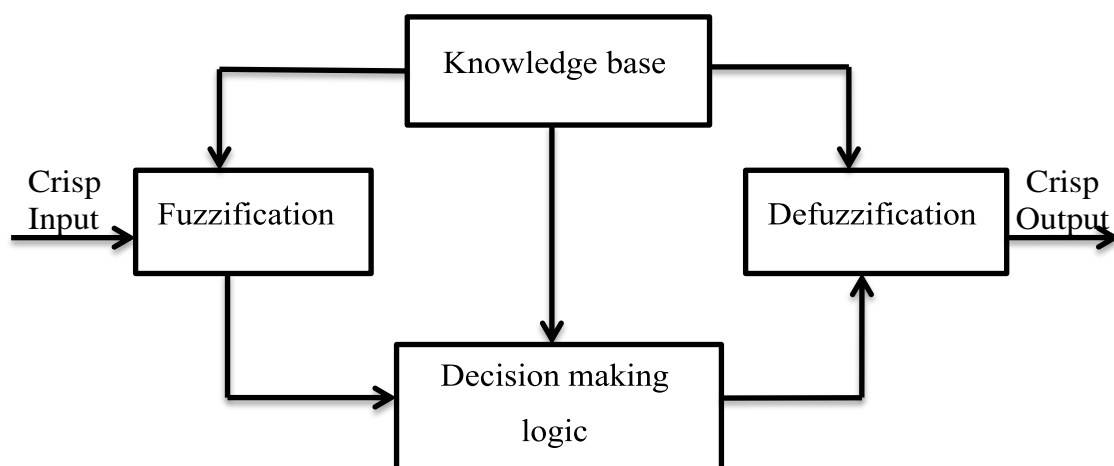 Knowledge base
Crisp
Input
Fuzzification
Defuzzification
Crisp
Output
Decision making
logic